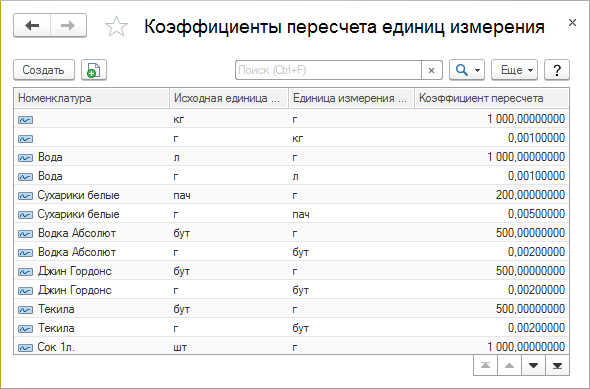 Коэффициенты пересчета единиц измерения
Создать Поиск (Ctrl+F) × Еще ?
Номенклатура Исходная единица ... Единица измерения ... Коэффициент пересчета
кг г 1 000,00000000
г кг 0,00100000
Вода л г 1 000,00000000
Вода г л 0,00100000
Сухарики белые пач г 200,00000000
Сухарики белые г пач 0,00500000
Водка Абсолют бут г 500,00000000
Водка Абсолют г бут 0,00200000
Джин Гордонс бут г 500,00000000
Джин Гордонс г бут 0,00200000
Текила бут г 500,00000000
Текила г бут 0,00200000
Сок 1л. шт г 1 000,00000000